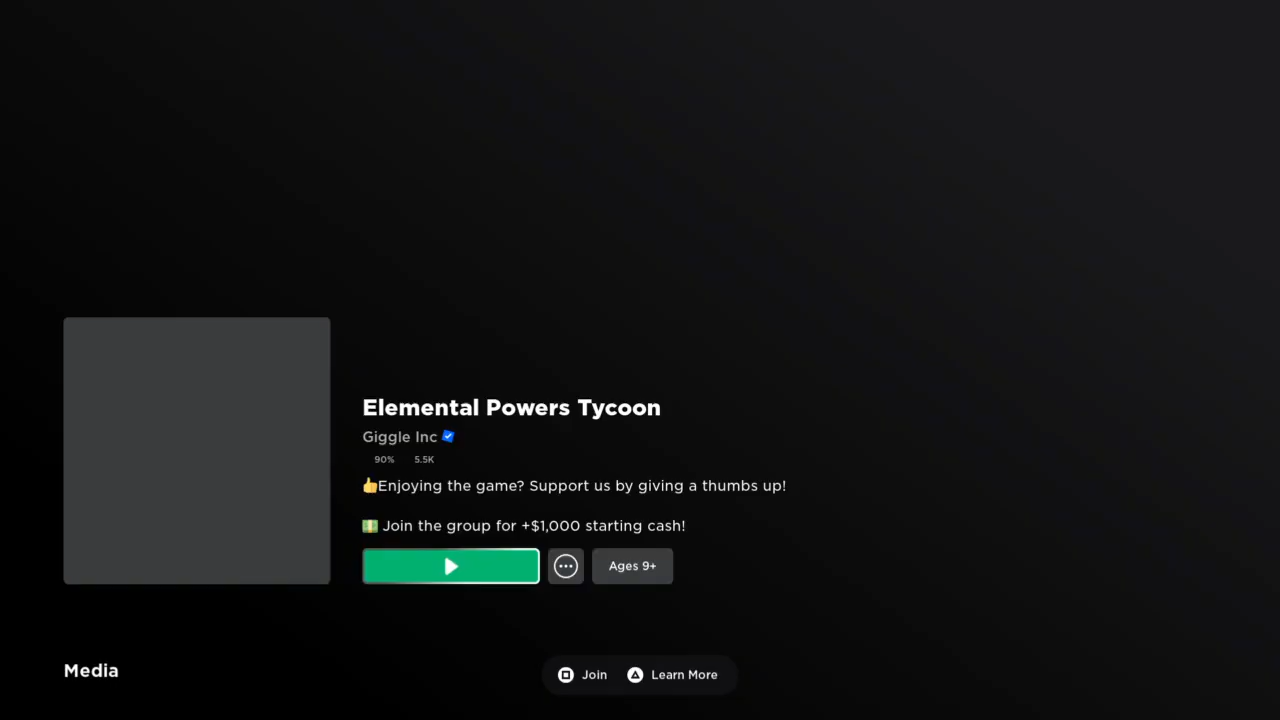 Elemental Powers Tycoon
Giggle Inc
90% 5.5K
👍Enjoying the game? Support us by giving a thumbs up!
💵 Join the group for +$1,000 starting cash!
Ages 9+
Media
Join Learn More